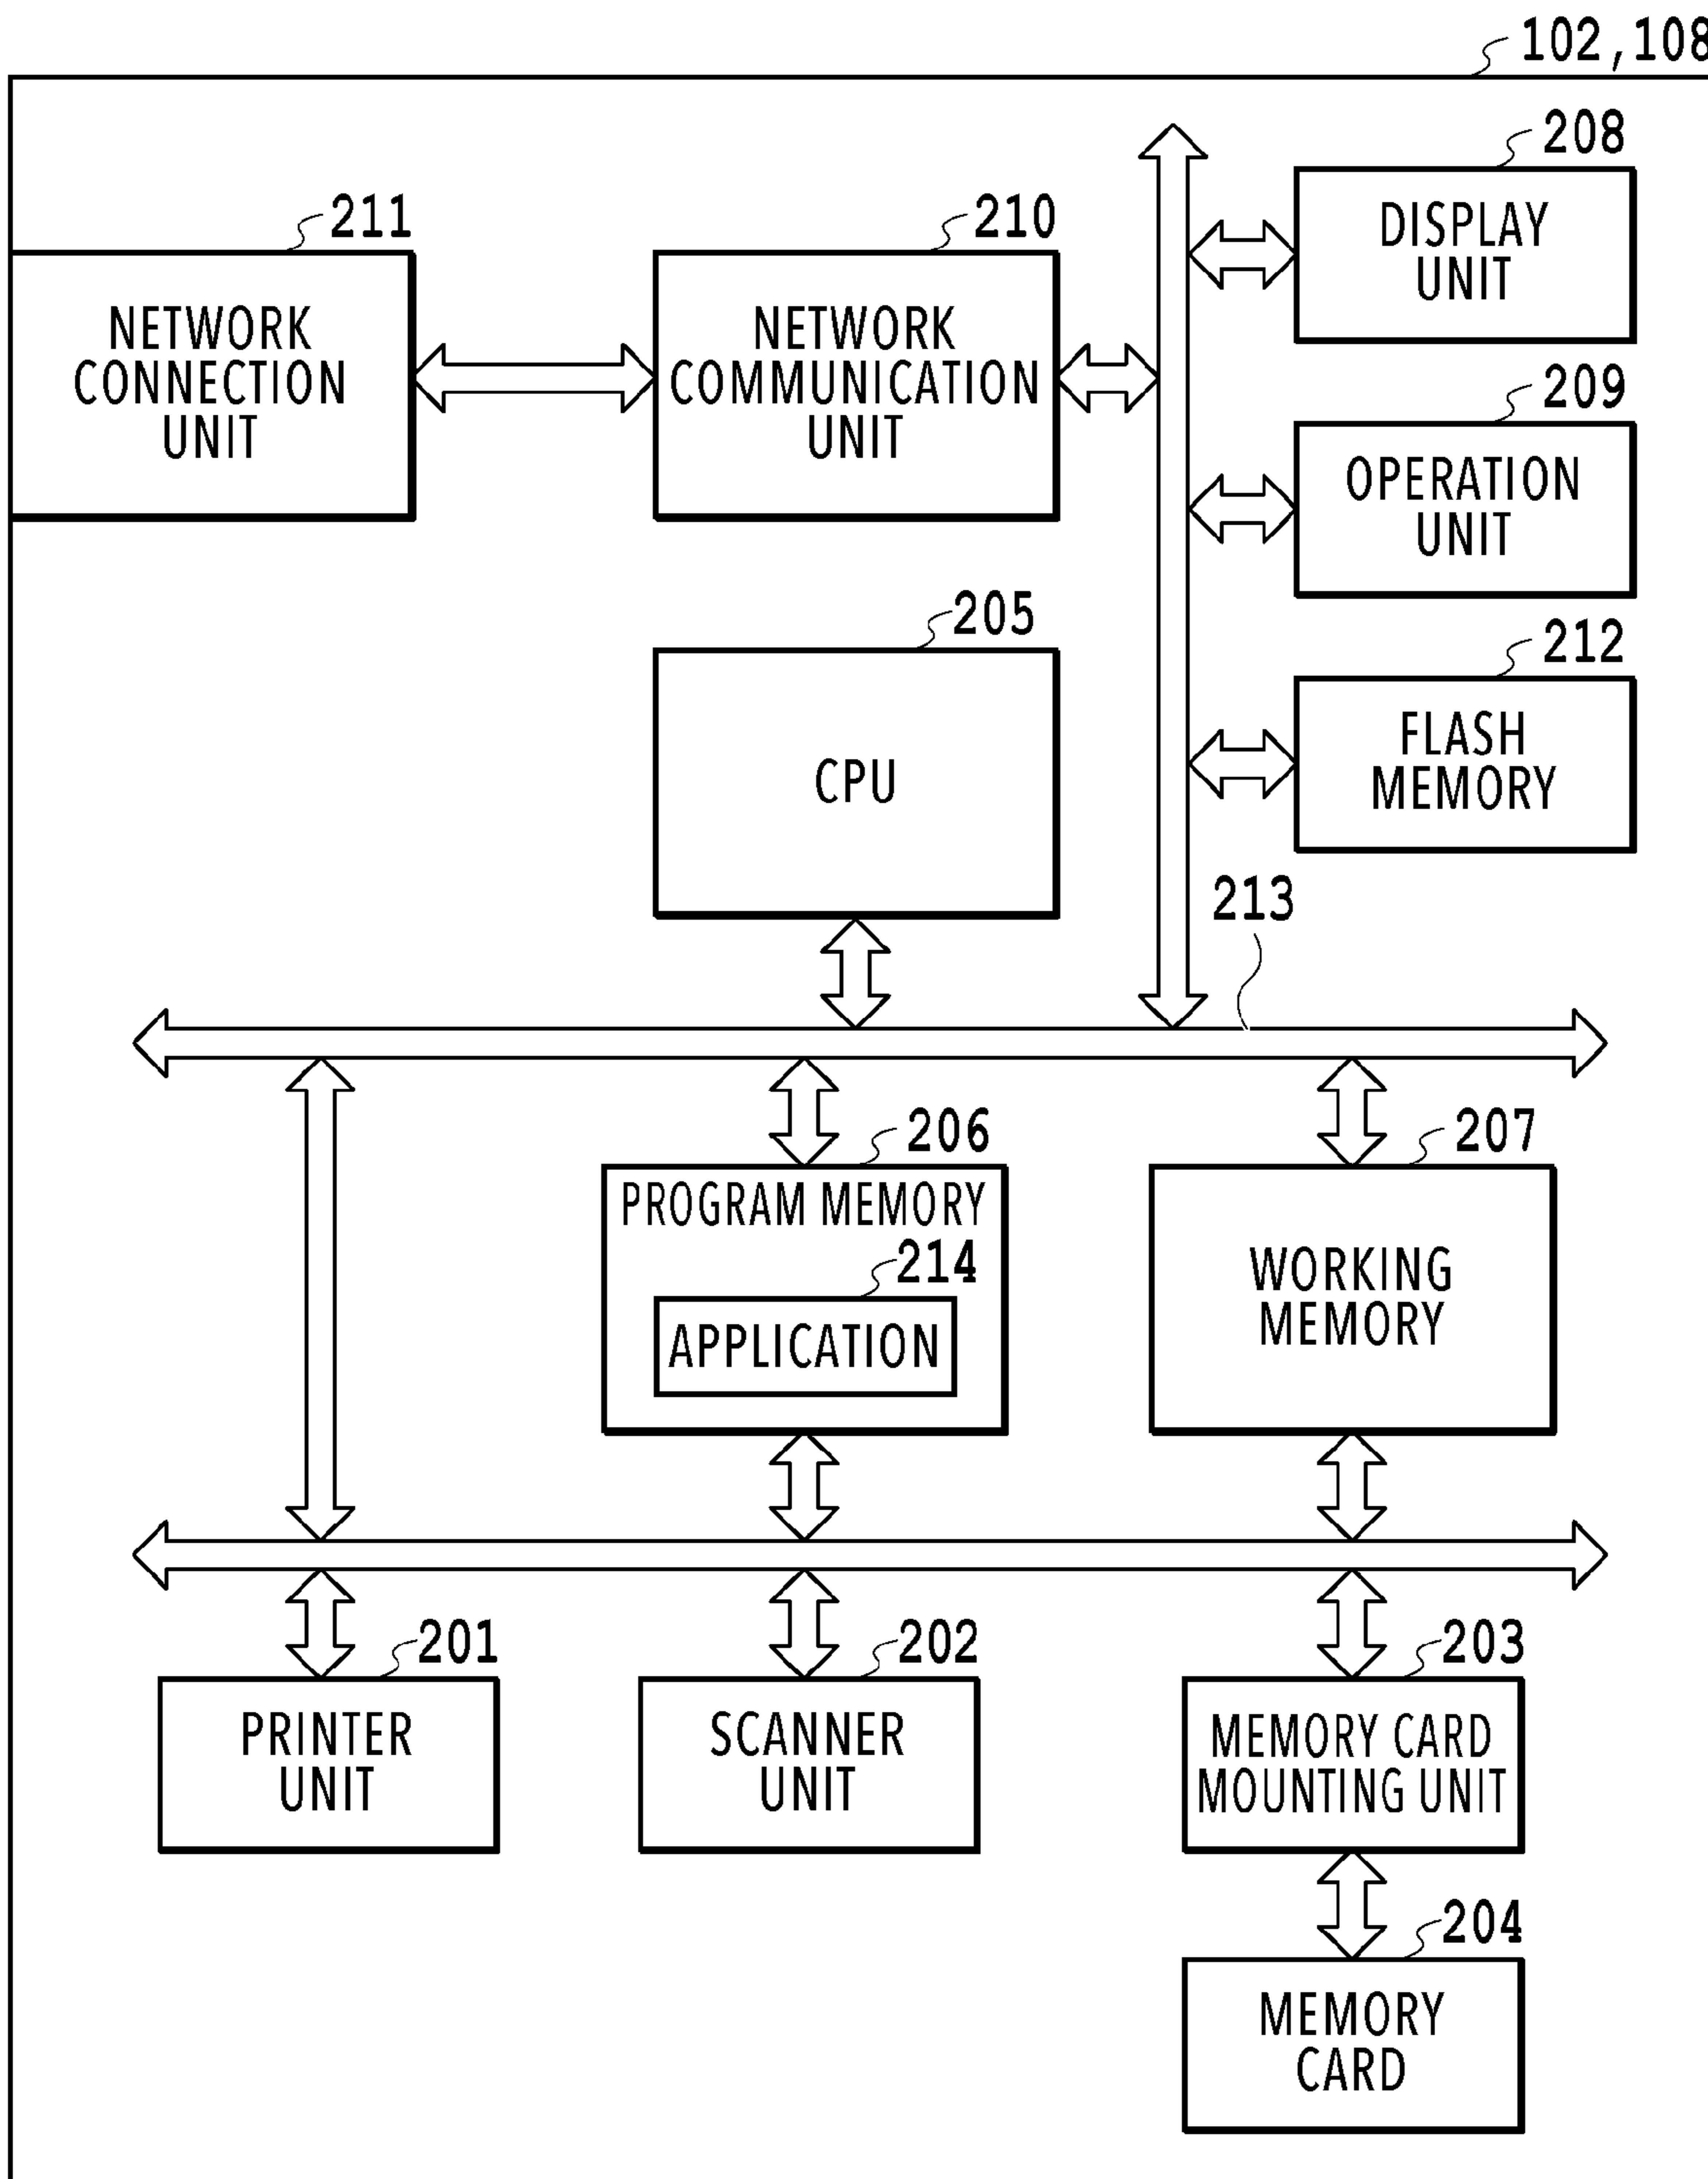 102,108
208
DISPLAY
UNIT
211
NETWORK
CONNECTION
UNIT
210
NETWORK
COMMUNICATION
UNIT
209
OPERATION
UNIT
205
CPU
212
FLASH
MEMORY
213
206
PROGRAM MEMORY
214
APPLICATION
207
WORKING
MEMORY
201
PRINTER
UNIT
202
SCANNER
UNIT
203
MEMORY CARD
MOUNTING UNIT
204
MEMORY
CARD